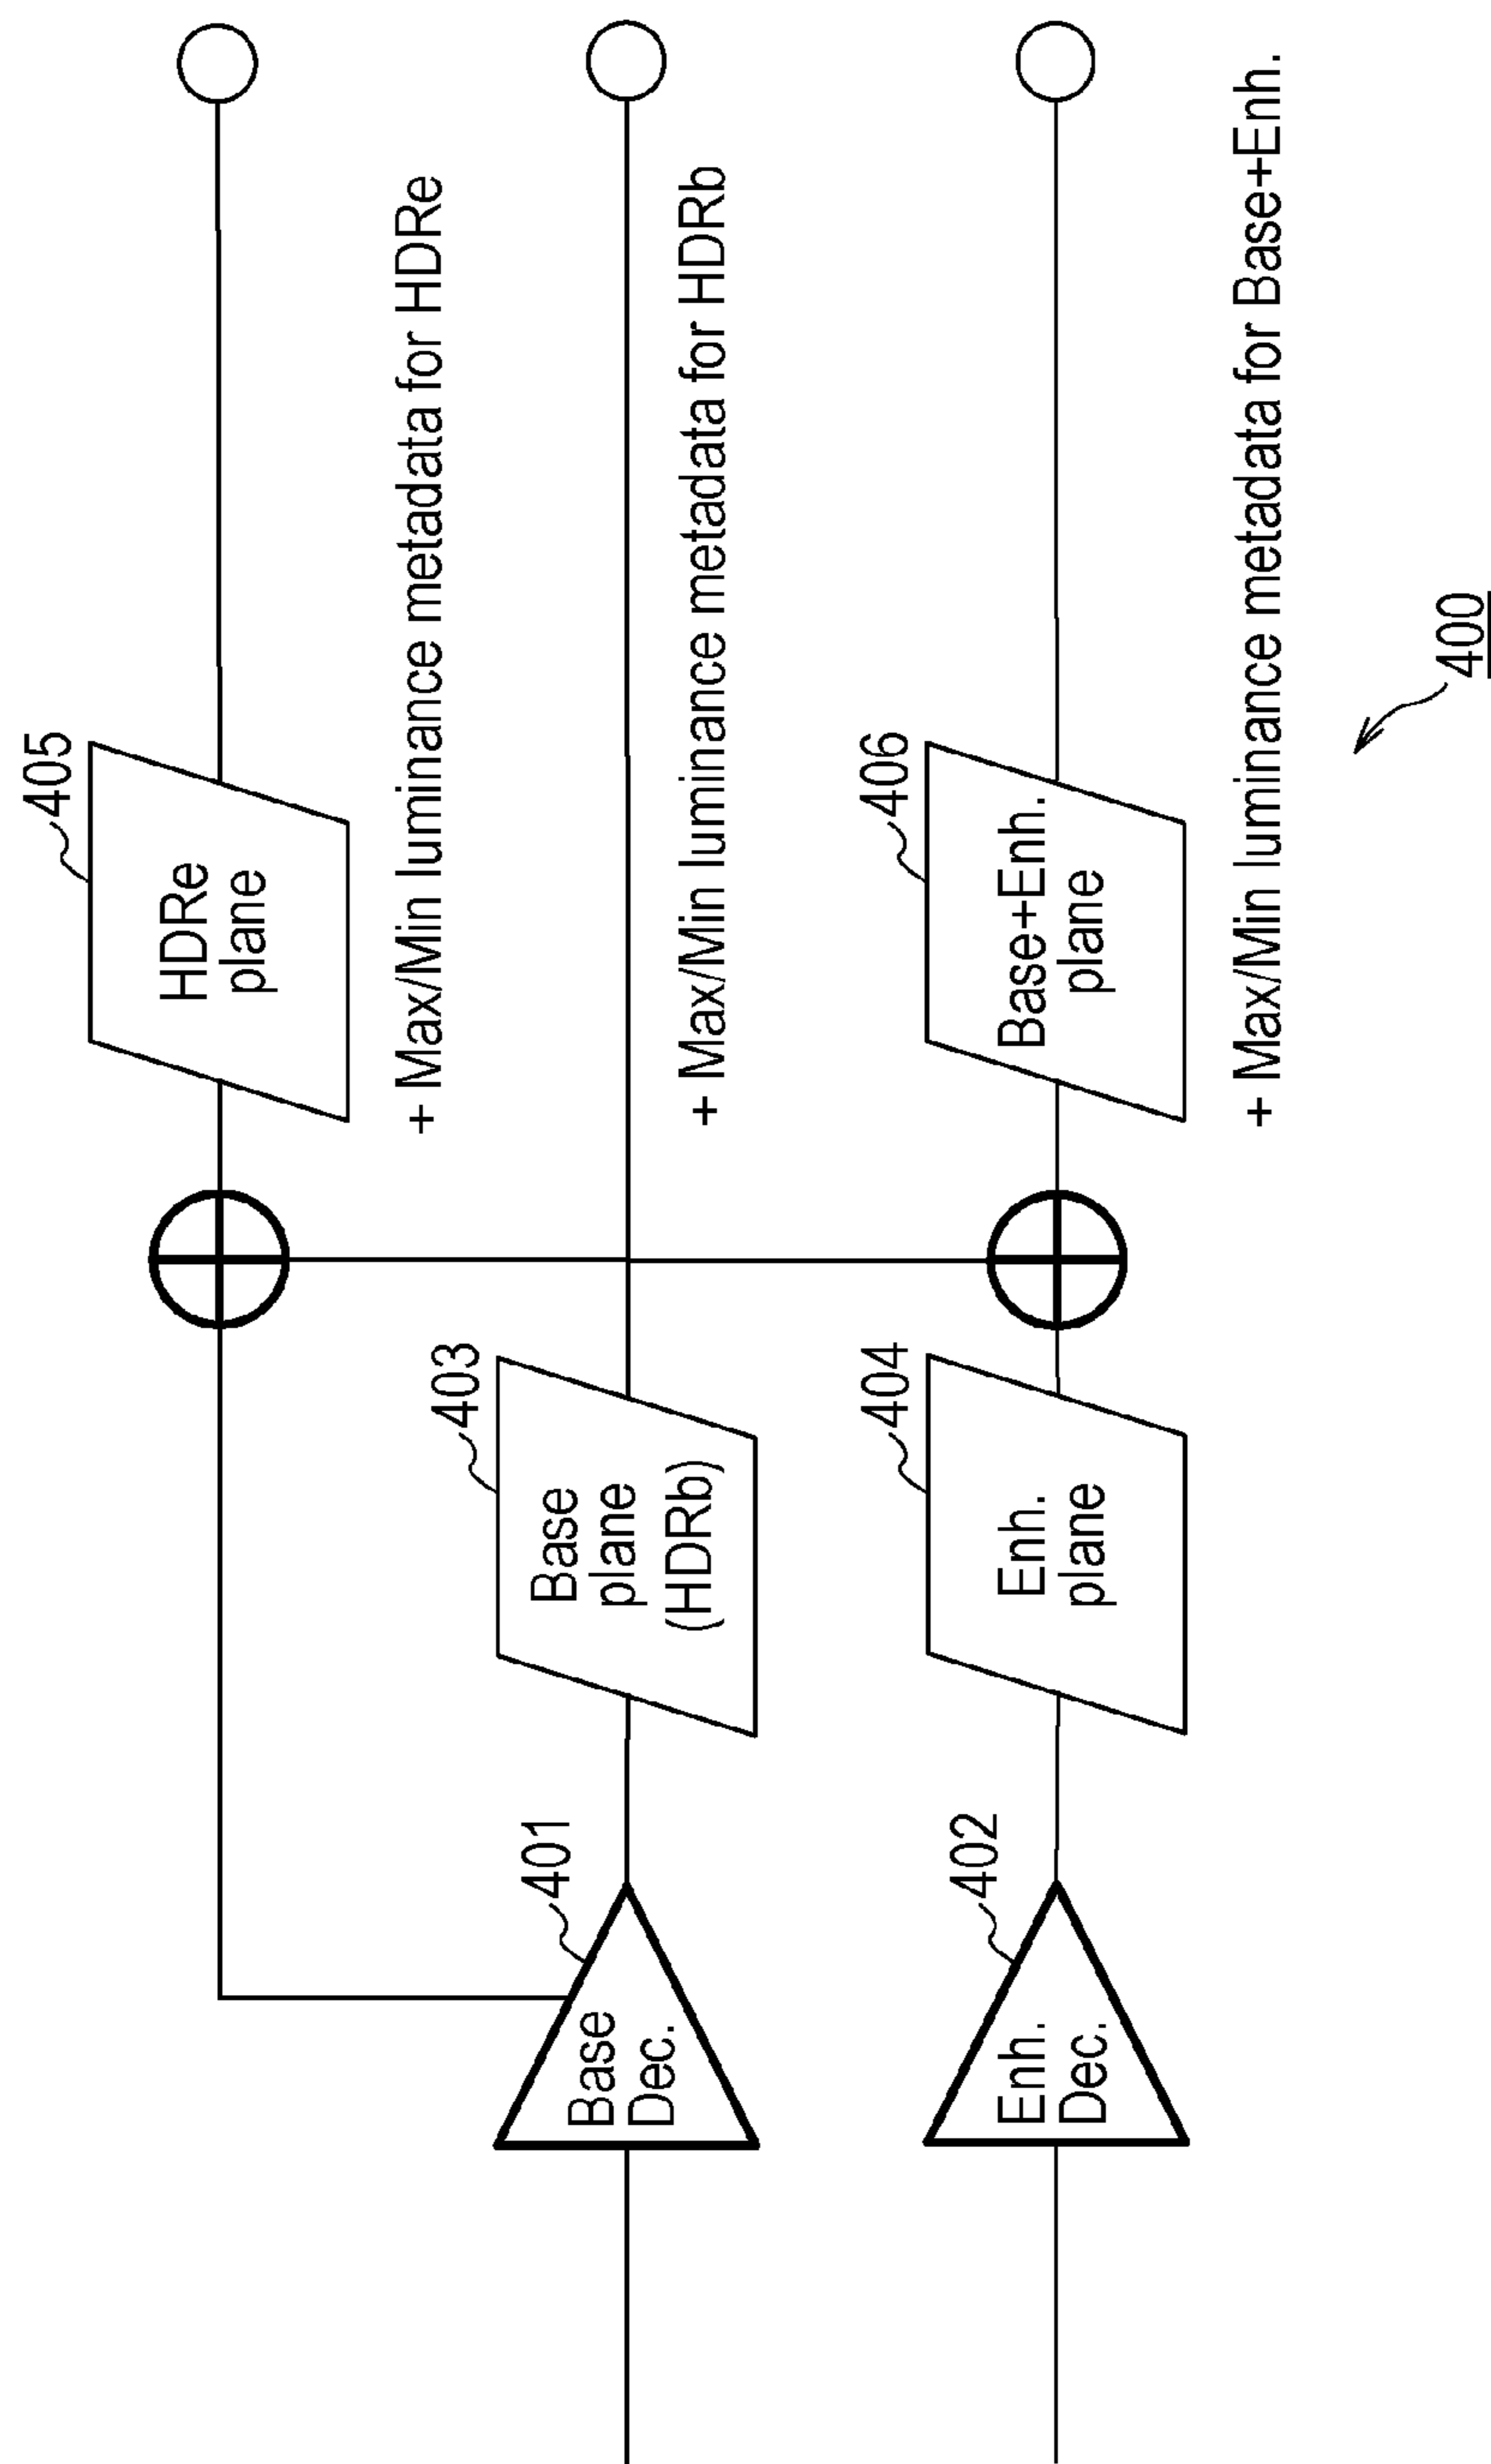 405
HDRe
plane
+ Max/Min luminance metadata for HDRe
401
Base
Dec.
403
Base
plane
(HDRb)
+ Max/Min luminance metadata for HDRb
402
Enh.
Dec.
404
Enh.
plane
406
Base+Enh.
plane
+ Max/Min luminance metadata for Base+Enh.
400